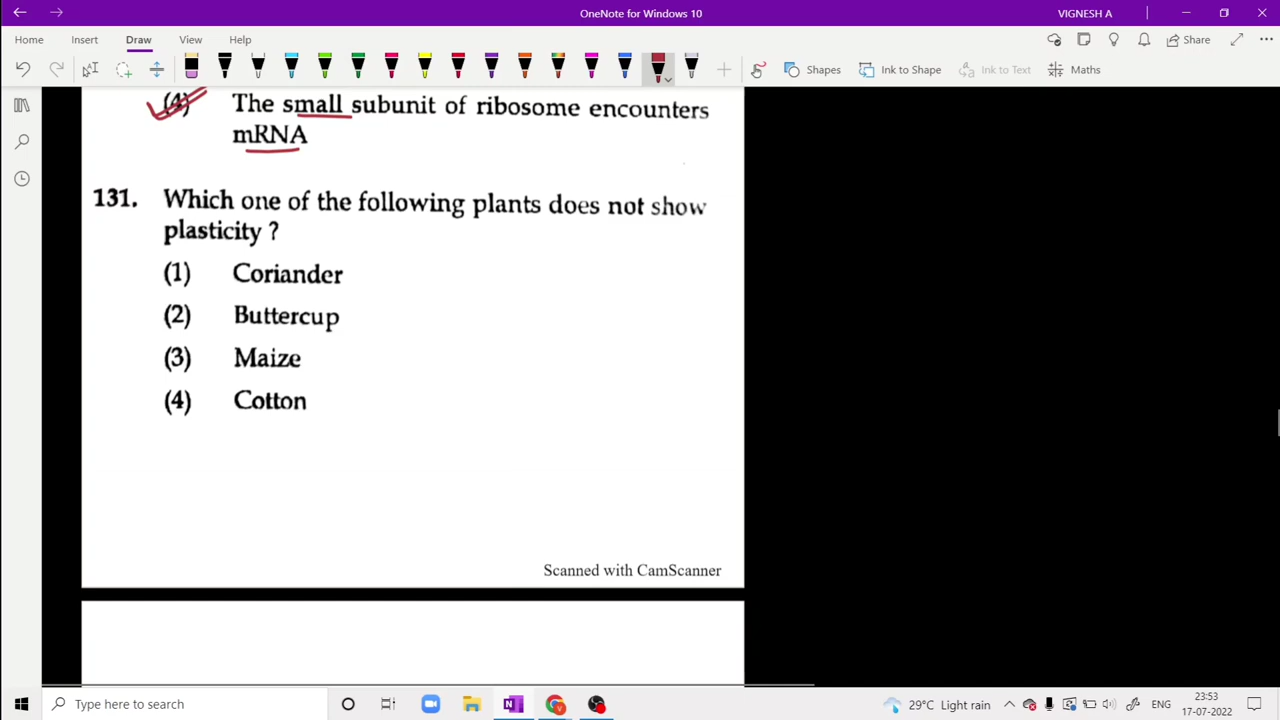 OneNote for Windows 10
VIGNESH A
Home Insert Draw View Help
Share
Shapes Ink to Shape Ink to Text Maths
(4) The small subunit of ribosome encounters
mRNA
131. Which one of the following plants does not show
plasticity ?
(1) Coriander
(2) Buttercup
(3) Maize
(4) Cotton
Scanned with CamScanner
Type here to search
29°C Light rain
ENG
23:53
17-07-2022